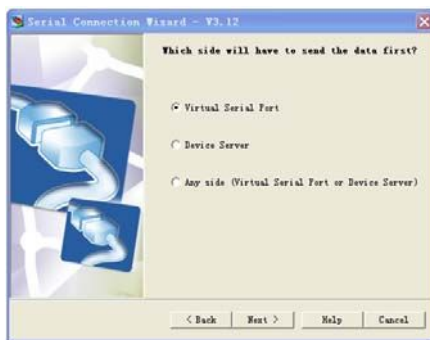 Serial Connection Wizard - V3.12
Which side will have to send the data first?
Virtual Serial Port
Device Server
Any side (Virtual Serial Port or Device Server)
< Back Next > Help Cancel